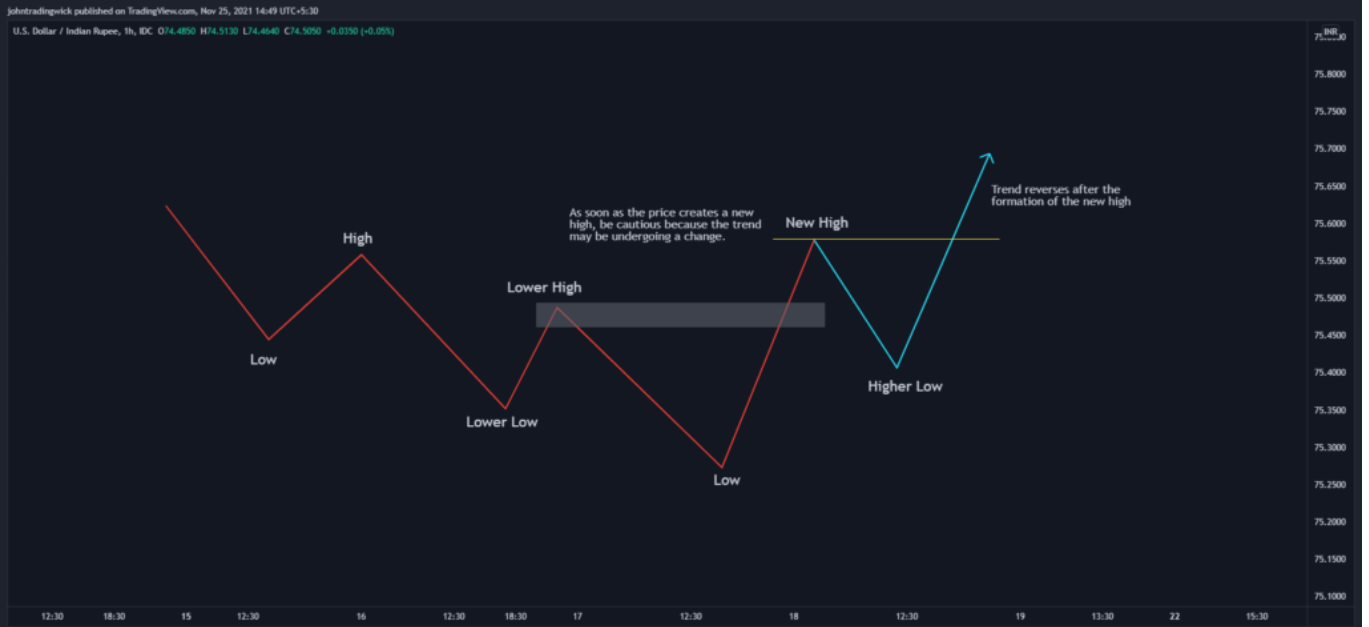 johntradingwick published on TradingView.com, Nov 25, 2021 14:49 UTC+5:30
U.S. Dollar / Indian Rupee, 1h, IDC O74.4850 H74.5130 L74.4640 C74.5050 +0.0350 (+0.05%)
INR
75.8000
75.7500
75.7000
75.6500
75.6000
75.5500
75.5000
75.4500
75.4000
75.3500
75.3000
75.2500
75.2000
75.1500
75.1000
Trend reverses after the
formation of the new high
As soon as the price creates a new
high, be cautious because the trend
may be undergoing a change.
New High
High
Lower High
Low
Higher Low
Lower Low
Low
12:30 18:30 15 12:30 16 12:30 18:30 17 12:30 18 12:30 19 13:30 22 15:30